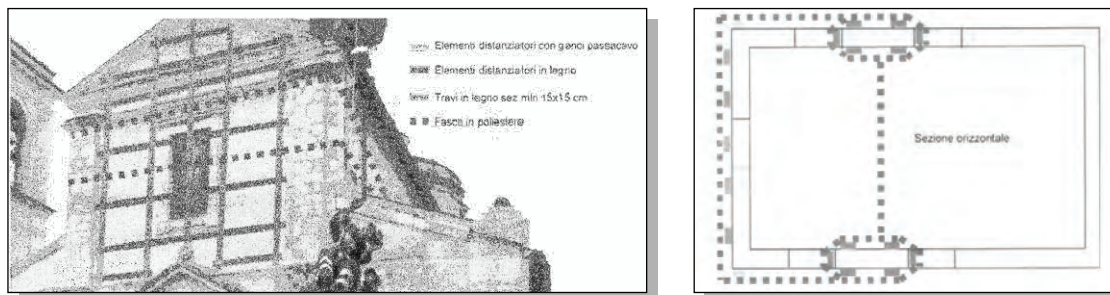 Elementi distanziatori con ganci passacavo
Elementi distanziatori in legno
Travi in legno sez min 15x15 cm
Fasce in poliestere
Sezione orizzontale